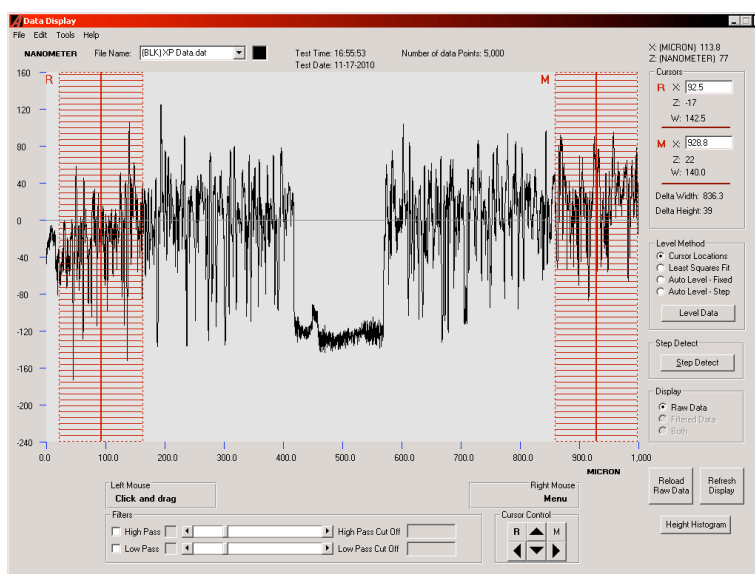 Data Display
File Edit Tools Help
NANOMETER File Name: (BLK) XP Data.dat Test Time: 16:55:53 Number of data Points: 5,000
Test Date: 11-17-2010
X: (MICRON) 113.8
Z: (NANOMETER) 77
R M
160
120
80
40
0
-40
-80
-120
-160
-200
-240
0.0 100.0 200.0 300.0 400.0 500.0 600.0 700.0 800.0 900.0 1,000
MICRON
Cursors
R X: 92.5
Z: -17
W: 142.5
M X: 928.8
Z: 22
W: 140.0
Delta Width: 836.3
Delta Height: 39
Level Method
Cursor Locations
Least Squares Fit
Auto Level - Fixed
Auto Level - Step
Level Data
Step Detect
Step Detect
Display
Raw Data
Filtered Data
Both
Reload Raw Data
Refresh Display
Height Histogram
Left Mouse
Click and drag
Right Mouse
Menu
Filters
High Pass High Pass Cut Off
Low Pass Low Pass Cut Off
Cursor Control
R M